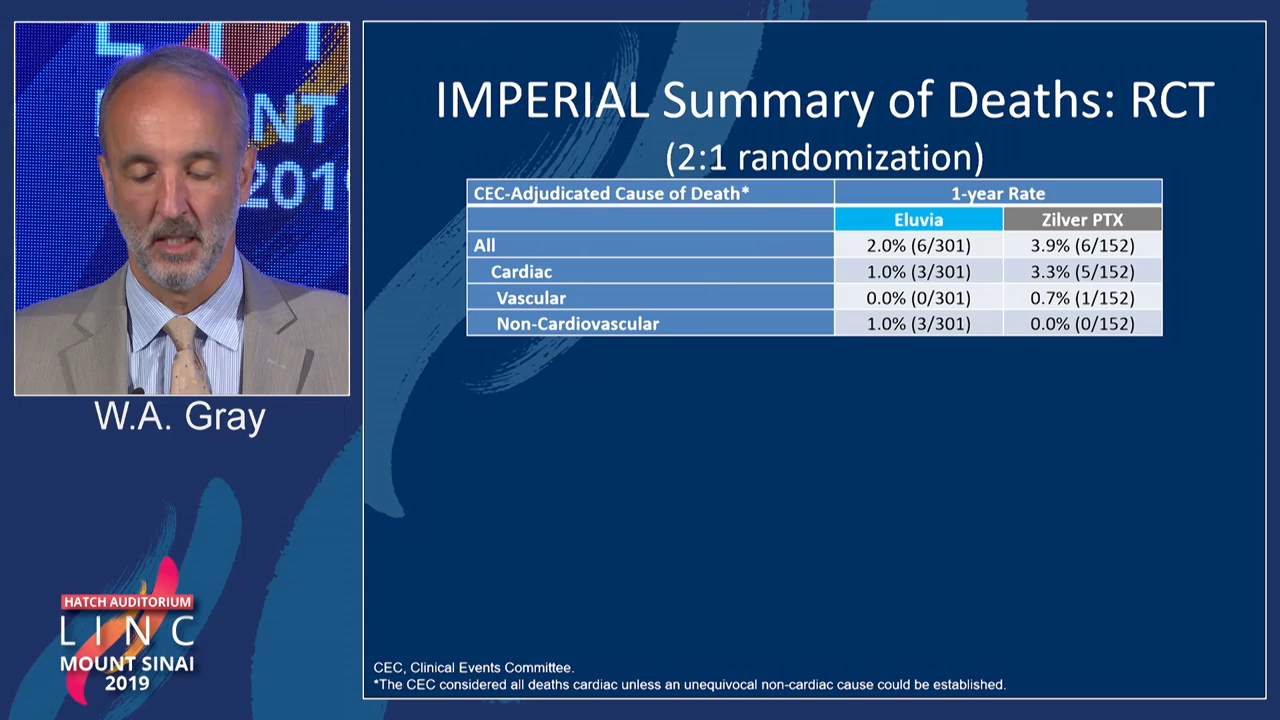 L I
NT
201
W.A. Gray
HATCH AUDITORIUM
LINC
MOUNT SINAI
2019
IMPERIAL Summary of Deaths: RCT
(2:1 randomization)
CEC-Adjudicated Cause of Death* 1-year Rate
Eluvia Zilver PTX
All 2.0% (6/301) 3.9% (6/152)
Cardiac 1.0% (3/301) 3.3% (5/152)
Vascular 0.0% (0/301) 0.7% (1/152)
Non-Cardiovascular 1.0% (3/301) 0.0% (0/152)
CEC, Clinical Events Committee.
*The CEC considered all deaths cardiac unless an unequivocal non-cardiac cause could be established.